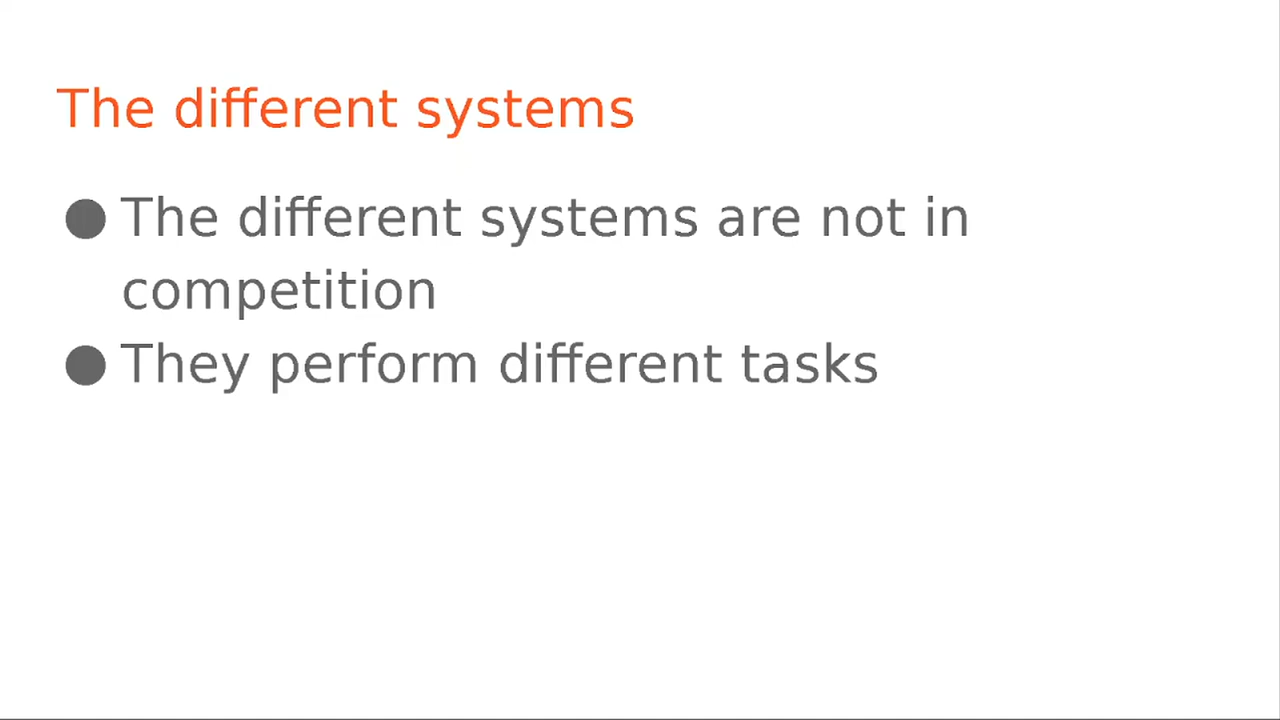 The different systems
● The different systems are not in
competition
● They perform different tasks